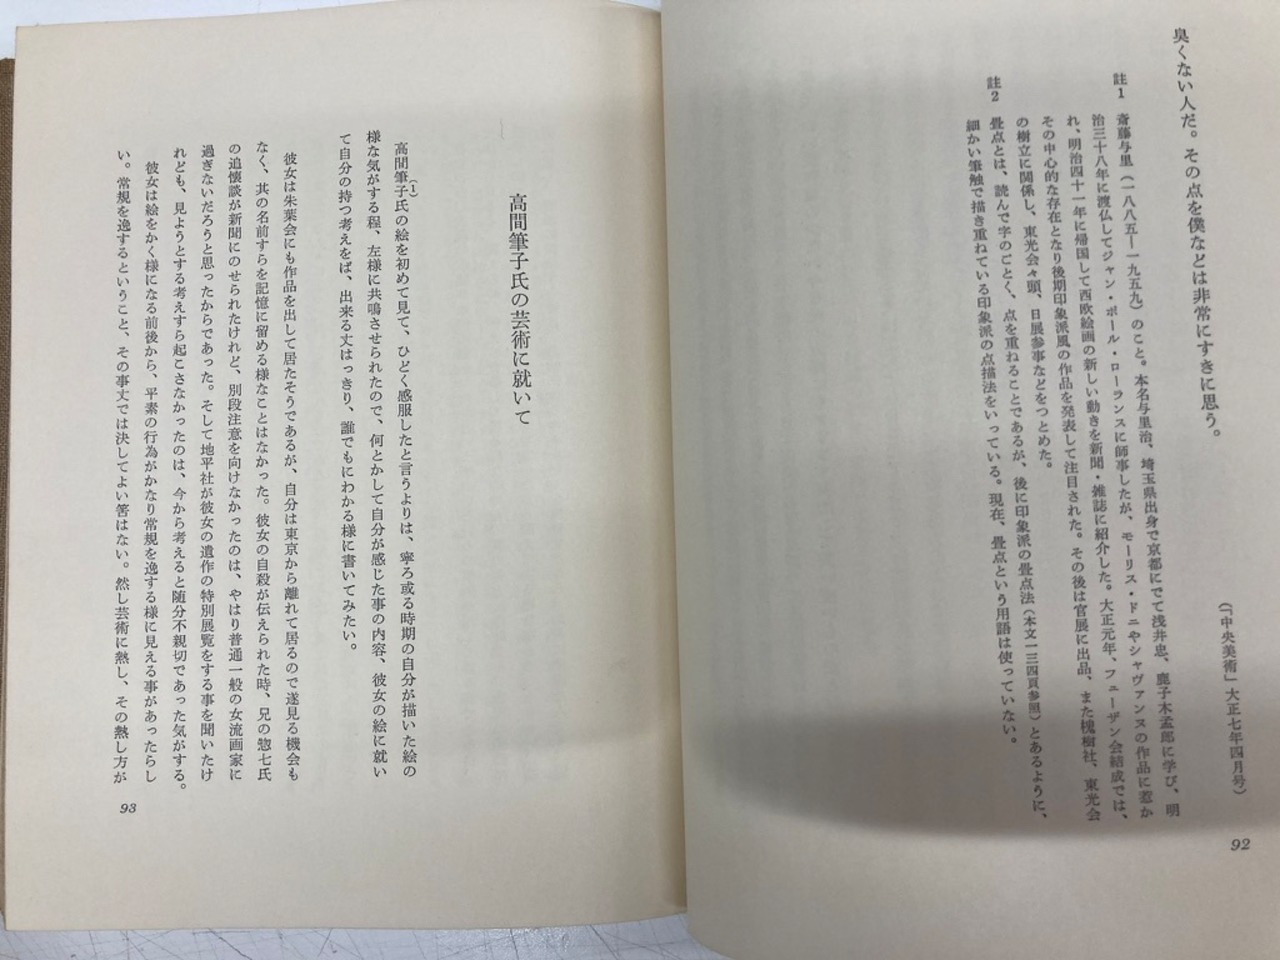 臭くない人だ。その点を僕などは非常にすきに思う。
(「中央美術」大正七年四月号)
註1　斎藤与里(一八八五―一九五九)のこと。本名与里治、埼玉県出身で京都にでて浅井忠、鹿子木孟郎に学び、明
治三十八年に渡仏してジャン・ポール・ローランスに師事したが、モーリス・ドニやシャヴァンヌの作品に惹か
れ、明治四十一年に帰国して西欧絵画の新しい動きを新聞・雑誌に紹介した。大正元年、フューザン会結成では、
その中心的な存在となり後期印象派風の作品を発表して注目された。その後は官展に出品、また槐樹社、東光会
の樹立に関係し、東光会々頭、日展参事などをつとめた。
註2　畳点とは、読んで字のごとく、点を重ねることであるが、後に印象派の畳点法(本文一三四頁参照)とあるように、
細かい筆触で描き重ねている印象派の点描法をいっている。現在、畳点という用語は使っていない。
92
高間筆子氏の芸術に就いて
高間筆子氏(1)の絵を初めて見て、ひどく感服したと言うよりは、寧ろ或る時期の自分が描いた絵の
様な気がする程、左様に共鳴させられたので、何とかして自分が感じた事の内容、彼女の絵に就い
て自分の持つ考えをば、出来る丈はっきり、誰でもにわかる様に書いてみたい。
彼女は朱葉会にも作品を出して居たそうであるが、自分は東京から離れて居るので遂見る機会も
なく、其の名前すらを記憶に留める様なことはなかった。彼女の自殺が伝えられた時、兄の惣七氏
の追懐談が新聞にのせられたけれど、別段注意を向けなかったのは、やはり普通一般の女流画家に
過ぎないだろうと思ったからであった。そして地平社が彼女の遺作の特別展覧をする事を聞いたけ
れども、見ようとする考えすら起こさなかったのは、今から考えると随分不親切であった気がする。
彼女は絵をかく様になる前後から、平素の行為がかなり常規を逸する様に見える事があったらし
い。常規を逸するということ、その事丈では決してよい筈はない。然し芸術に熱し、その熱し方が
93